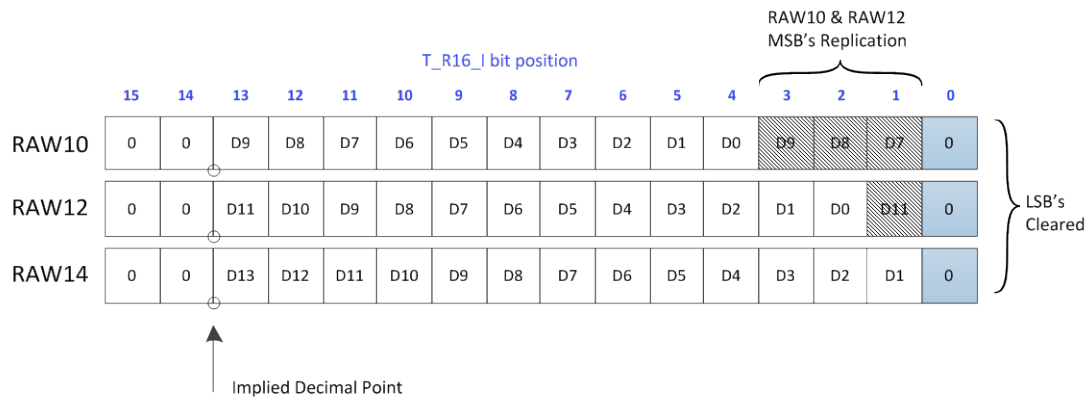 RAW10 & RAW12
MSB's Replication
T_R16_I bit position
15 14 13 12 11 10 9 8 7 6 5 4 3 2 1 0
RAW10 0 0 D9 D8 D7 D6 D5 D4 D3 D2 D1 D0 D9 D8 D7 0
RAW12 0 0 D11 D10 D9 D8 D7 D6 D5 D4 D3 D2 D1 D0 D11 0
LSB's
Cleared
RAW14 0 0 D13 D12 D11 D10 D9 D8 D7 D6 D5 D4 D3 D2 D1 0
Implied Decimal Point